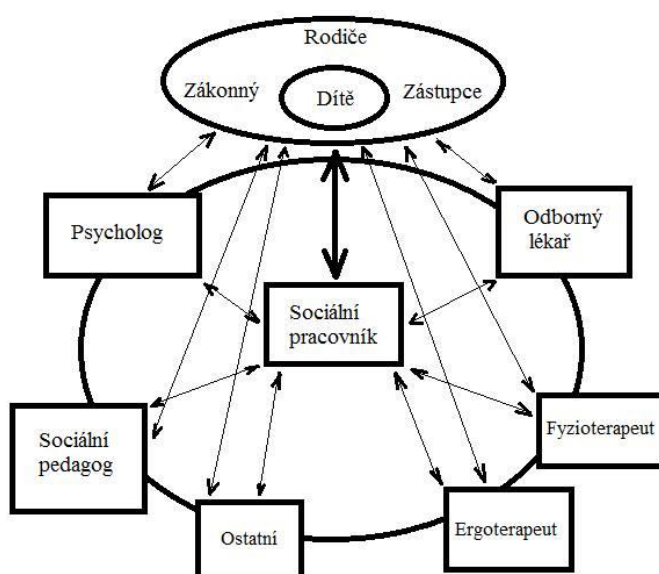 Rodiče
Zákonný
Zástupce
Dítě
Psycholog
Odborný
lékař
Sociální
pracovník
Sociální
pedagog
Fyzioterapeut
Ostatní
Ergoterapeut